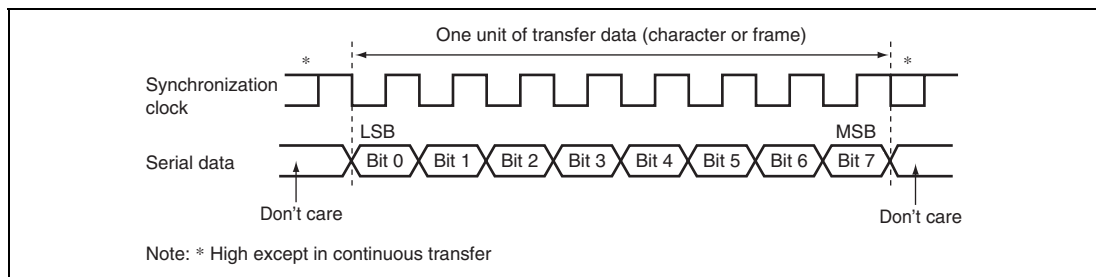 One unit of transfer data (character or frame)
* *
Synchronization
clock
LSB MSB
Serial data Bit 0 Bit 1 Bit 2 Bit 3 Bit 4 Bit 5 Bit 6 Bit 7
Don't care Don't care
Note: * High except in continuous transfer